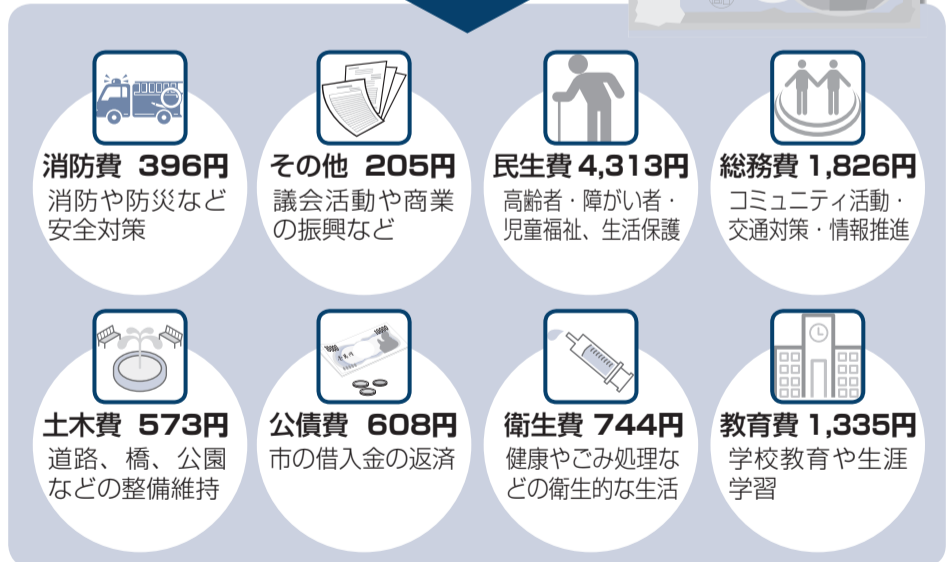 消防費 396円
消防や防災など
安全対策
その他 205円
議会活動や商業
の振興など
民生費 4,313円
高齢者・障がい者・
児童福祉、生活保護
総務費 1,826円
コミュニティ活動・
交通対策・情報推進
土木費 573円
道路、橋、公園
などの整備維持
公債費 608円
市の借入金の返済
衛生費 744円
健康やごみ処理な
どの衛生的な生活
教育費 1,335円
学校教育や生涯
学習